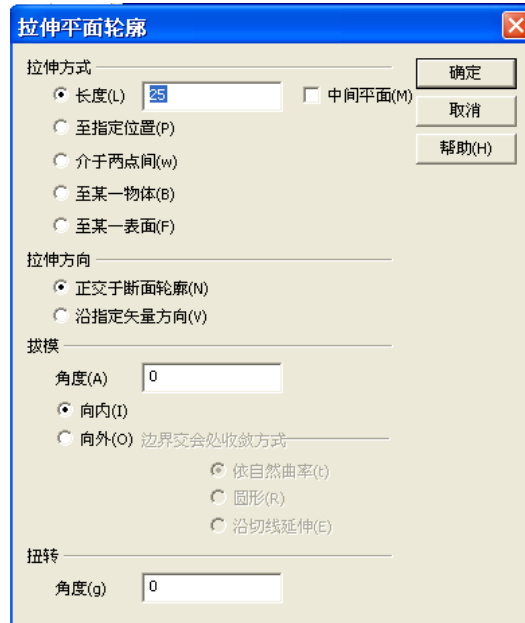 拉伸平面轮廓
拉伸方式
长度(L) 25 中间平面(M)
确定
至指定位置(P)
取消
介于两点间(w)
帮助(H)
至某一物体(B)
至某一表面(F)
拉伸方向
正交于断面轮廓(N)
沿指定矢量方向(V)
拔模
角度(A) 0
向内(I)
向外(O) 边界交会处收敛方式
依自然曲率(t)
圆形(R)
沿切线延伸(E)
扭转
角度(g) 0